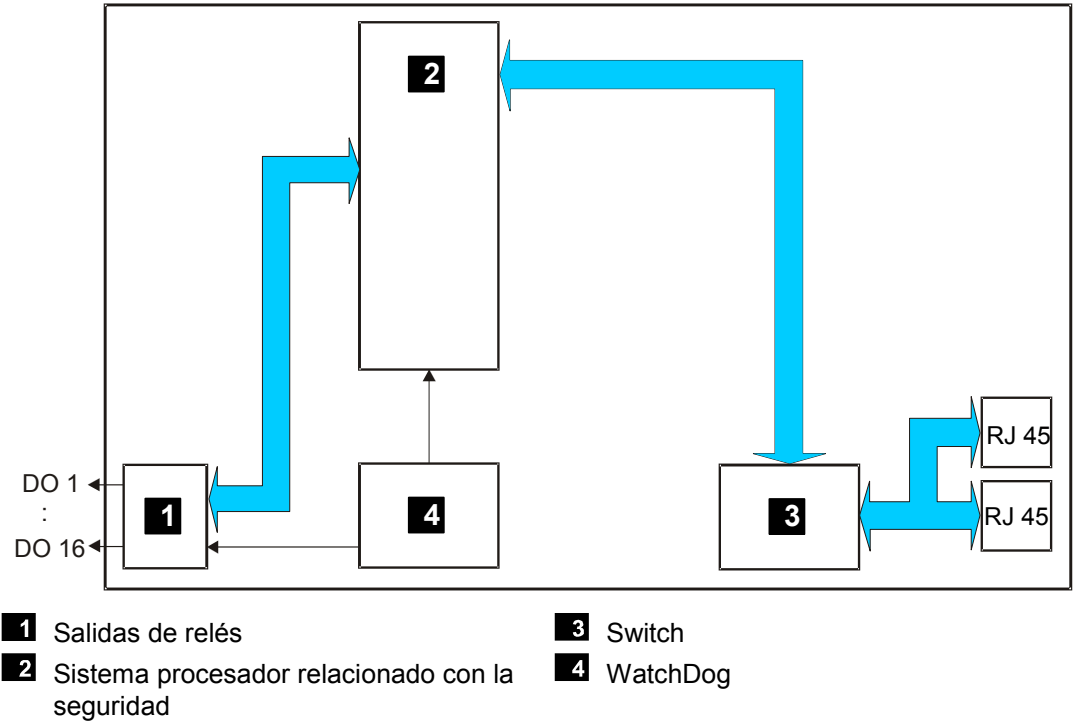 2
RJ 45
DO 1
:
DO 16
1
4
3
RJ 45
1 Salidas de relés
2 Sistema procesador relacionado con la
seguridad
3 Switch
4 WatchDog